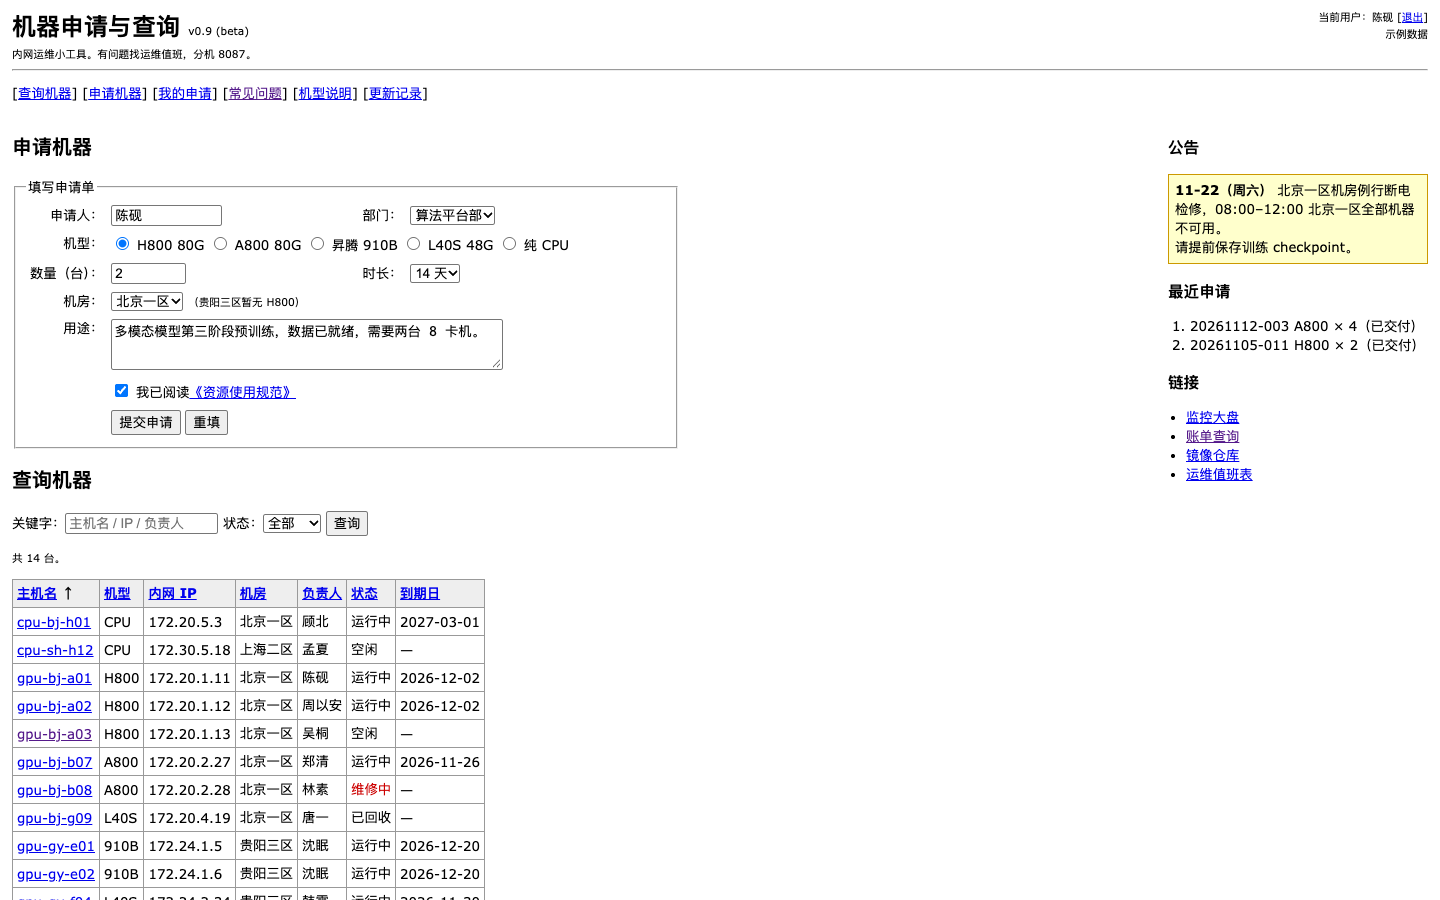 机器申请与查询 v0.9 (beta)
当前用户：陈砚 [退出]
示例数据
内网运维小工具。有问题找运维值班，分机 8087。
[查询机器] [申请机器] [我的申请] [常见问题] [机型说明] [更新记录]
申请机器
填写申请单
申请人： 陈砚 部门： 算法平台部
机型： H800 80G A800 80G 昇腾 910B L40S 48G 纯 CPU
数量（台）： 2 时长： 14 天
机房： 北京一区 （贵阳三区暂无 H800）
用途： 多模态模型第三阶段预训练，数据已就绪，需要两台 8 卡机。
我已阅读《资源使用规范》
提交申请 重填
查询机器
关键字： 主机名 / IP / 负责人 状态： 全部 查询
共 14 台。
主机名 ↑ 机型 内网 IP 机房 负责人 状态 到期日
cpu-bj-h01 CPU 172.20.5.3 北京一区 顾北 运行中 2027-03-01
cpu-sh-h12 CPU 172.30.5.18 上海二区 孟夏 空闲 —
gpu-bj-a01 H800 172.20.1.11 北京一区 陈砚 运行中 2026-12-02
gpu-bj-a02 H800 172.20.1.12 北京一区 周以安 运行中 2026-12-02
gpu-bj-a03 H800 172.20.1.13 北京一区 吴桐 空闲 —
gpu-bj-b07 A800 172.20.2.27 北京一区 郑清 运行中 2026-11-26
gpu-bj-b08 A800 172.20.2.28 北京一区 林素 维修中 —
gpu-bj-g09 L40S 172.20.4.19 北京一区 唐一 已回收 —
gpu-gy-e01 910B 172.24.1.5 贵阳三区 沈眠 运行中 2026-12-20
gpu-gy-e02 910B 172.24.1.6 贵阳三区 沈眠 运行中 2026-12-20
公告
11-22（周六） 北京一区机房例行断电
检修，08:00–12:00 北京一区全部机器
不可用。
请提前保存训练 checkpoint。
最近申请
1. 20261112-003 A800 × 4（已交付）
2. 20261105-011 H800 × 2（已交付）
链接
监控大盘
账单查询
镜像仓库
运维值班表